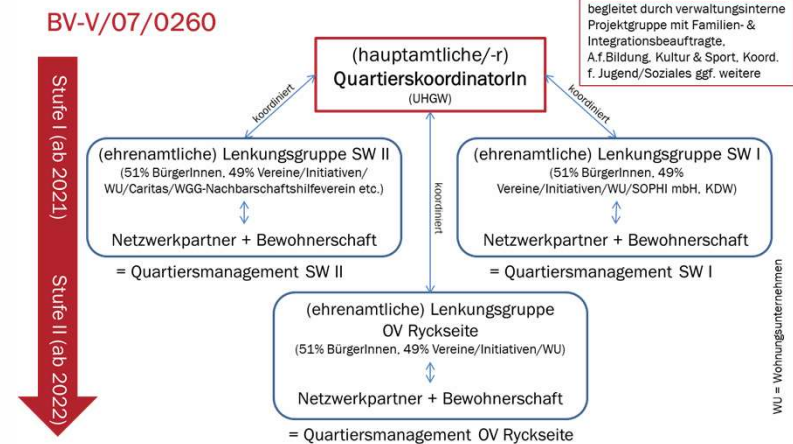 BV-V/07/0260
begleitet durch verwaltungsinterne
Projektgruppe mit Familien- &
Integrationsbeauftragte,
A.f.Bildung, Kultur & Sport, Koord.
f. Jugend/Soziales ggf. weitere
(hauptamtliche/-r)
QuartierskoordinatorIn
(UHGW)
koordiniert
koordiniert
koordiniert
Stufe I (ab 2021)
(ehrenamtliche) Lenkungsgruppe SW II
(51% BürgerInnen, 49% Vereine/Initiativen/
WU/Caritas/WGG-Nachbarschaftshilfeverein etc.)
Netzwerkpartner + Bewohnerschaft
= Quartiersmanagement SW II
(ehrenamtliche) Lenkungsgruppe SW I
(51% BürgerInnen, 49%
Vereine/Initiativen/WU/SOPHI mbH, KDW)
Netzwerkpartner + Bewohnerschaft
= Quartiersmanagement SW I
Stufe II (ab 2022)
(ehrenamtliche) Lenkungsgruppe
OV Ryckseite
(51% BürgerInnen, 49% Vereine/Initiativen/WU)
Netzwerkpartner + Bewohnerschaft
= Quartiersmanagement OV Ryckseite
WU = Wohnungsunternehmen